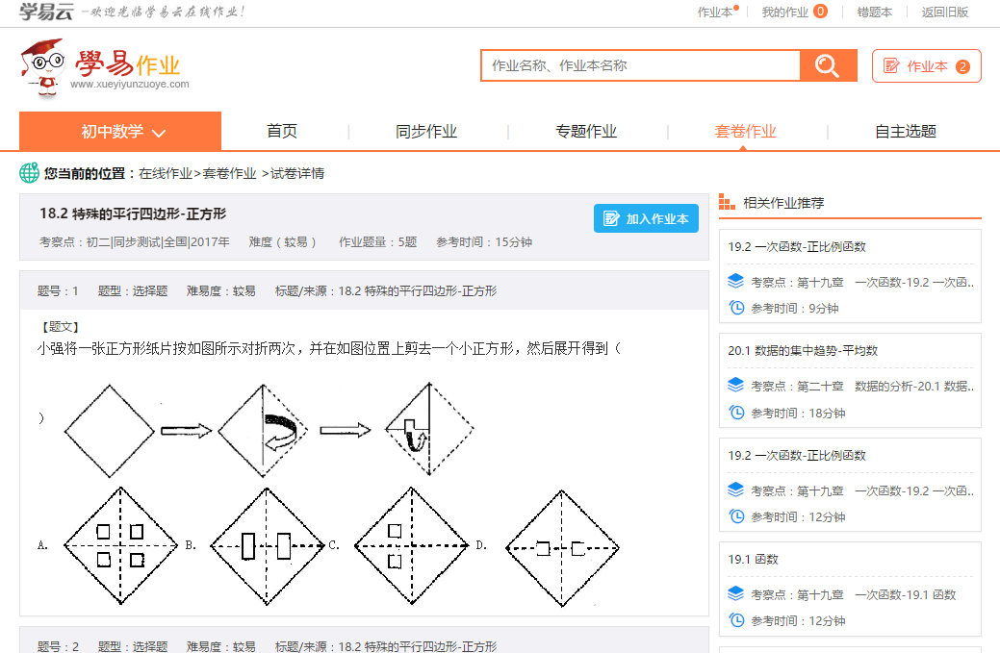 学易云 -欢迎光临学易云在线作业!
作业本 我的作业 0 错题本 返回旧版
學易作业
www.xueyiyunzuoye.com
作业名称、作业本名称
作业本 2
初中数学 首页 同步作业 专题作业 套卷作业 自主选题
您当前的位置：在线作业>套卷作业 >试卷详情
18.2 特殊的平行四边形-正方形
加入作业本
考察点：初二|同步测试|全国|2017年 难度（较易） 作业题量：5题 参考时间：15分钟
题号：1 题型：选择题 难易度：较易 标题/来源：18.2 特殊的平行四边形-正方形
【题文】
小强将一张正方形纸片按如图所示对折两次，并在如图位置上剪去一个小正方形，然后展开得到（
）
A. B. C. D.
题号：2 题型：选择题 难易度：较易 标题/来源：18.2 特殊的平行四边形-正方形
相关作业推荐
19.2 一次函数-正比例函数
考察点：第十九章 一次函数-19.2 一次函..
参考时间：9分钟
20.1 数据的集中趋势-平均数
考察点：第二十章 数据的分析-20.1 数据..
参考时间：18分钟
19.2 一次函数-正比例函数
考察点：第十九章 一次函数-19.2 一次函..
参考时间：12分钟
19.1 函数
考察点：第十九章 一次函数-19.1 函数
参考时间：12分钟